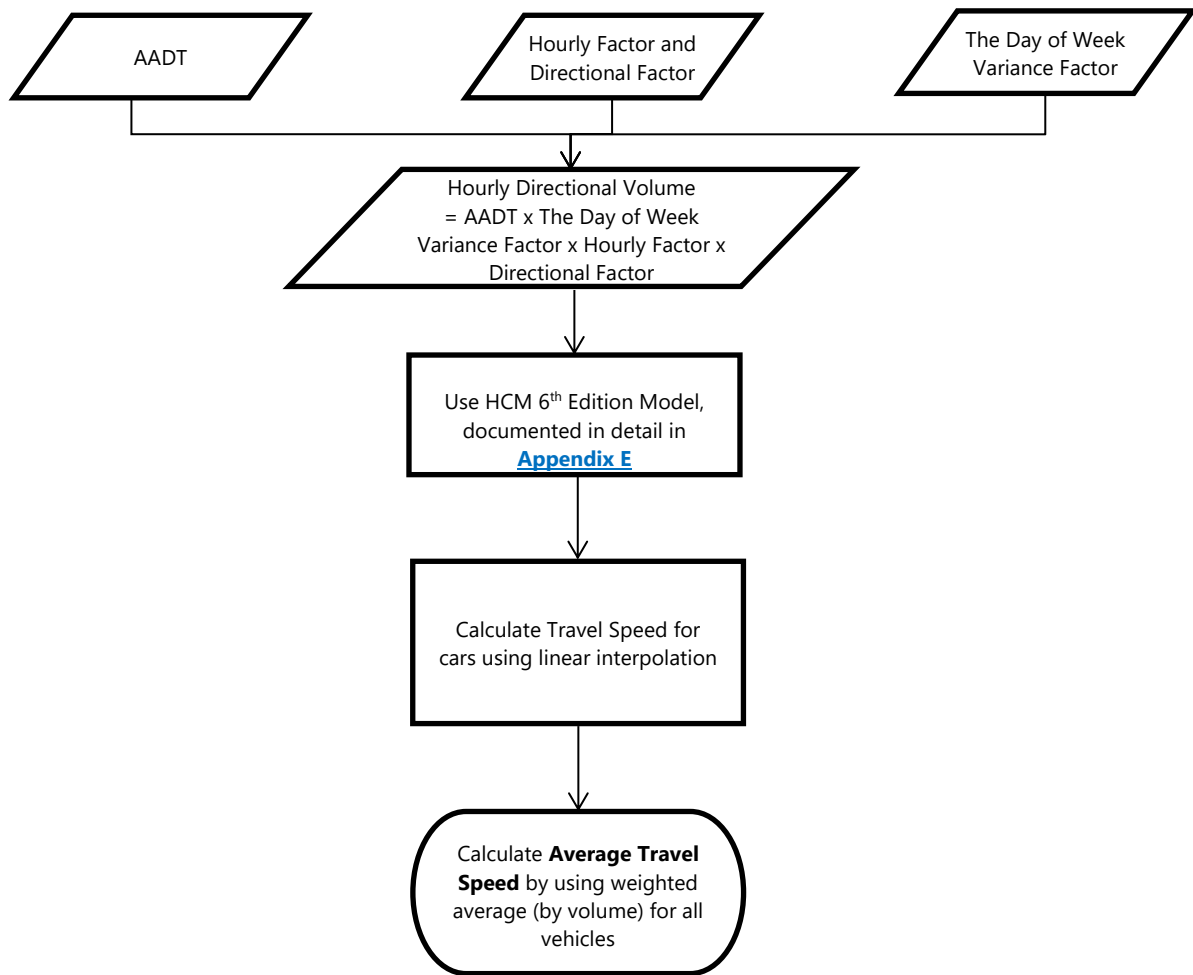 AADT
Hourly Factor and
Directional Factor
The Day of Week
Variance Factor
Hourly Directional Volume
= AADT x The Day of Week
Variance Factor x Hourly Factor x
Directional Factor
Use HCM 6th Edition Model,
documented in detail in
Appendix E
Calculate Travel Speed for
cars using linear interpolation
Calculate Average Travel
Speed by using weighted
average (by volume) for all
vehicles